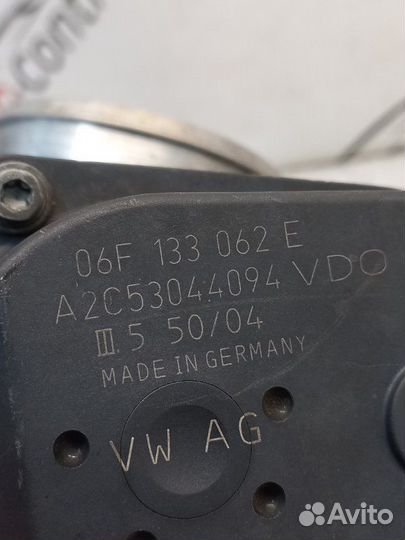 06F 133 062 E
A2C53044094 VDO
III.5 50/04
MADE IN GERMANY
VW AG
Avito